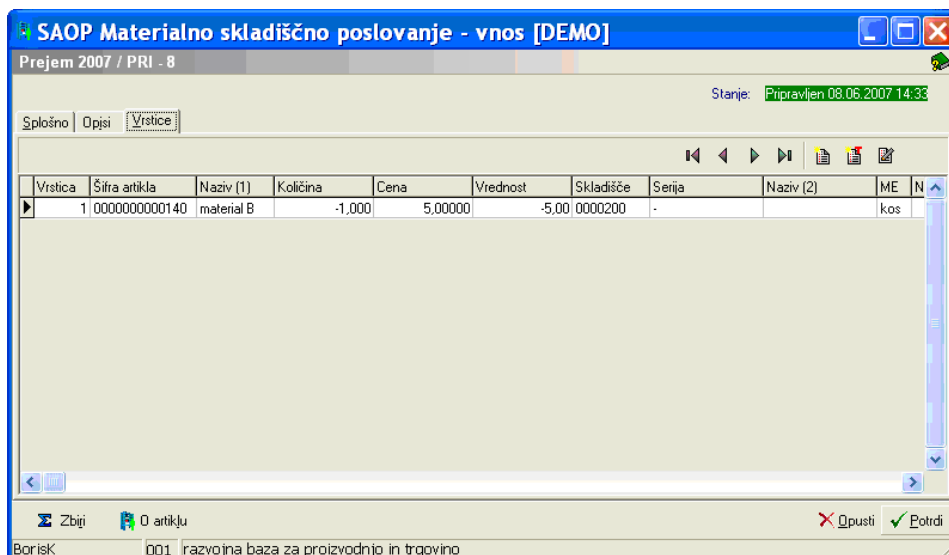 SAOP Materialno skladiščno poslovanje - vnos [DEMO]
Prejem 2007 / PRI - 8
Stanje: Pripravljen 08.06.2007 14:33
Splošno Opisi Vrstice
Vrstica Šifra artikla Naziv (1) Količina Cena Vrednost Skladišče Serija Naziv (2) ME N
1 0000000000140 material B -1,000 5,00000 -5,00 0000200 - kos
Zbiri O artiklu Opusti Potrdi
BorisK 001 razvojna baza za proizvodnjo in trgovino